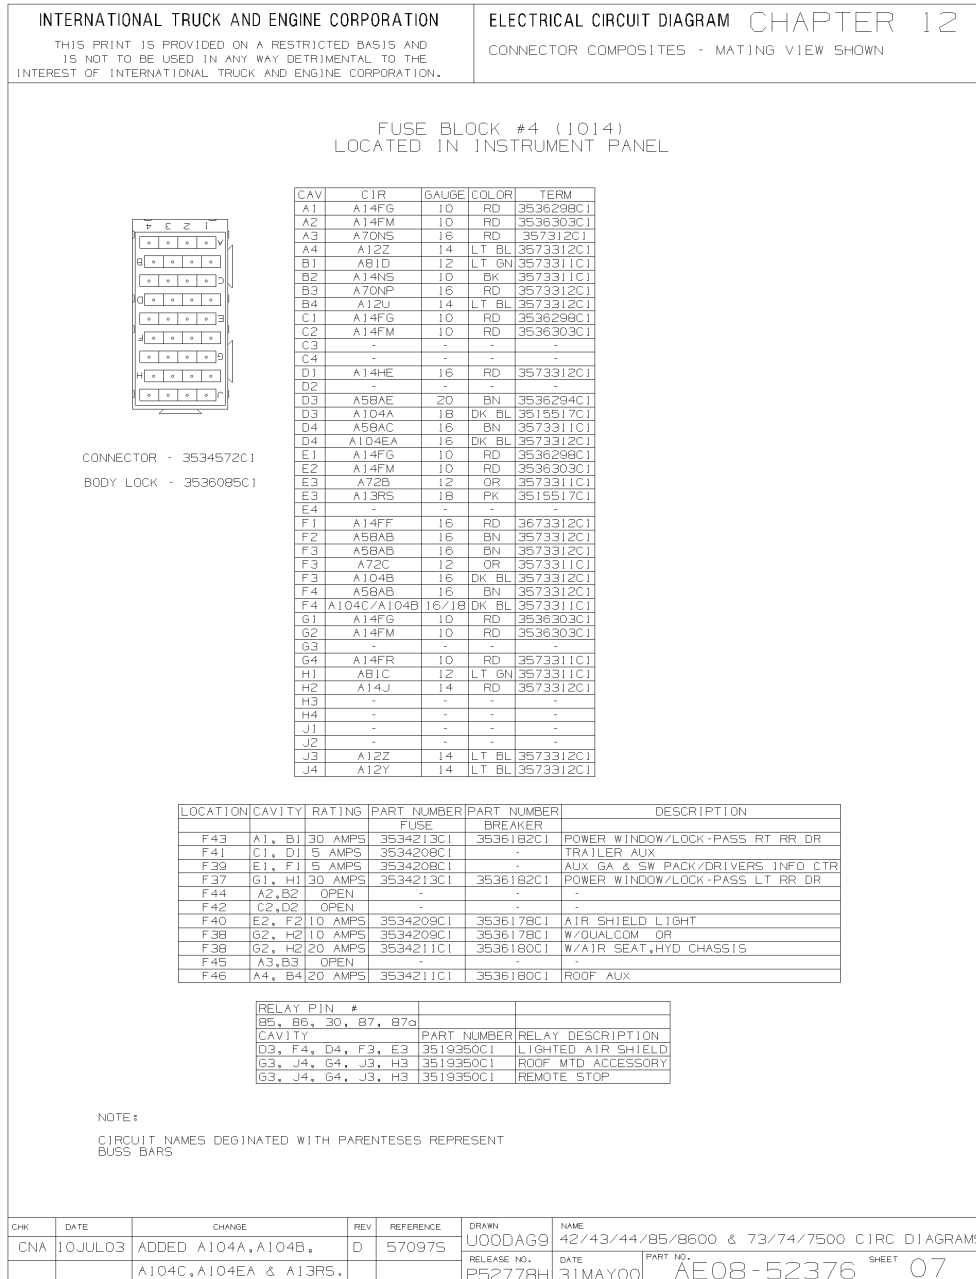 INTERNATIONAL TRUCK AND ENGINE CORPORATION
THIS PRINT IS PROVIDED ON A RESTRICTED BASIS AND
IS NOT TO BE USED IN ANY WAY DETRIMENTAL TO THE
INTEREST OF INTERNATIONAL TRUCK AND ENGINE CORPORATION.
ELECTRICAL CIRCUIT DIAGRAM CHAPTER 12
CONNECTOR COMPOSITES - MATING VIEW SHOWN
FUSE BLOCK #4 (1014)
LOCATED IN INSTRUMENT PANEL
4 3 2 1
A
B
C
D
E
F
G
H
J
CONNECTOR - 3534572C1
BODY LOCK - 3536085C1
CAV CIR GAUGE COLOR TERM
A1 A14FG 10 RD 3536298C1
A2 A14FM 10 RD 3536303C1
A3 A70NS 16 RD 357312C1
A4 A12Z 14 LT BL 3573312C1
B1 A81D 12 LT GN 3573311C1
B2 A14NS 10 BK 3573311C1
B3 A70NP 16 RD 3573312C1
B4 A12U 14 LT BL 3573312C1
C1 A14FG 10 RD 3536298C1
C2 A14FM 10 RD 3536303C1
C3 - - - -
C4 - - - -
D1 A14HE 16 RD 3573312C1
D2 - - - -
D3 A58AE 20 BN 3536294C1
D3 A104A 18 DK BL 3515517C1
D4 A58AC 16 BN 3573311C1
D4 A104EA 16 DK BL 3573312C1
E1 A14FG 10 RD 3536298C1
E2 A14FM 10 RD 3536303C1
E3 A72B 12 OR 3573311C1
E3 A13RS 18 PK 3515517C1
E4 - - - -
F1 A14FF 16 RD 3673312C1
F2 A58AB 16 BN 3573312C1
F3 A58AB 16 BN 3573312C1
F3 A72C 12 OR 3573311C1
F3 A104B 16 DK BL 3573312C1
F4 A58AB 16 BN 3573312C1
F4 A104C/A104B 16/18 DK BL 3573311C1
G1 A14FG 10 RD 3536303C1
G2 A14FM 10 RD 3536303C1
G3 - - - -
G4 A14FR 10 RD 3573311C1
H1 A81C 12 LT GN 3573311C1
H2 A14J 14 RD 3573312C1
H3 - - - -
H4 - - - -
J1 - - - -
J2 - - - -
J3 A12Z 14 LT BL 3573312C1
J4 A12Y 14 LT BL 3573312C1
LOCATION CAVITY RATING PART NUMBER PART NUMBER DESCRIPTION
FUSE BREAKER
F43 A1, B1 30 AMPS 3534213C1 3536182C1 POWER WINDOW/LOCK-PASS RT RR DR
F41 C1, D1 5 AMPS 3534208C1 - TRAILER AUX
F39 E1, F1 5 AMPS 3534208C1 - AUX GA & SW PACK/DRIVERS INFO CTR
F37 G1, H1 30 AMPS 3534213C1 3536182C1 POWER WINDOW/LOCK-PASS LT RR DR
F44 A2,B2 OPEN - - -
F42 C2,D2 OPEN - - -
F40 E2, F2 10 AMPS 3534209C1 3536178C1 AIR SHIELD LIGHT
F38 G2, H2 10 AMPS 3534209C1 3536178C1 W/QUALCOM OR
F38 G2, H2 20 AMPS 3534211C1 3536180C1 W/AIR SEAT,HYD CHASSIS
F45 A3,B3 OPEN - - -
F46 A4, B4 20 AMPS 3534211C1 3536180C1 ROOF AUX
RELAY PIN #
85, 86, 30, 87, 87a
CAVITY PART NUMBER RELAY DESCRIPTION
D3, F4, D4, F3, E3 3519350C1 LIGHTED AIR SHIELD
G3, J4, G4, J3, H3 3519350C1 ROOF MTD ACCESSORY
G3, J4, G4, J3, H3 3519350C1 REMOTE STOP
NOTE:
CIRCUIT NAMES DEGINATED WITH PARENTESES REPRESENT
BUSS BARS
CHK DATE CHANGE REV REFERENCE DRAWN NAME
CNA 10JUL03 ADDED A104A,A104B, D 57097S U00DAG9 42/43/44/85/8600 & 73/74/7500 CIRC DIAGRAMS
A104C,A104EA & A13RS. RELEASE NO. P52778H DATE 31MAY00 PART NO. AE08-52376 SHEET 07